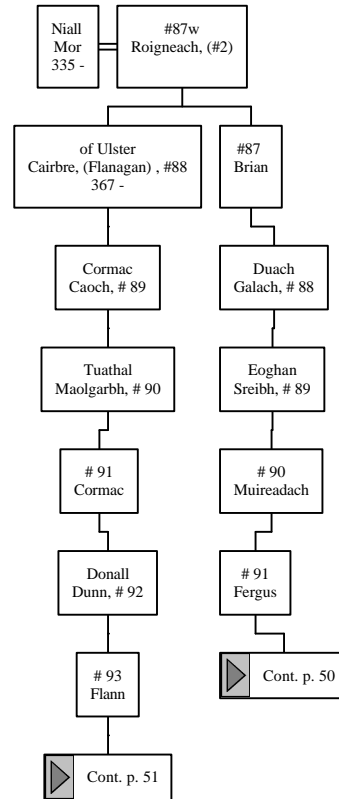 Niall
Mor
335 -
#87w
Roigneach, (#2)
of Ulster
Cairbre, (Flanagan) , #88
367 -
#87
Brian
Cormac
Caoch, # 89
Duach
Galach, # 88
Tuathal
Maolgarbh, # 90
Eoghan
Sreibh, # 89
# 91
Cormac
# 90
Muireadach
Donall
Dunn, # 92
# 91
Fergus
# 93
Flann
Cont. p. 50
Cont. p. 51